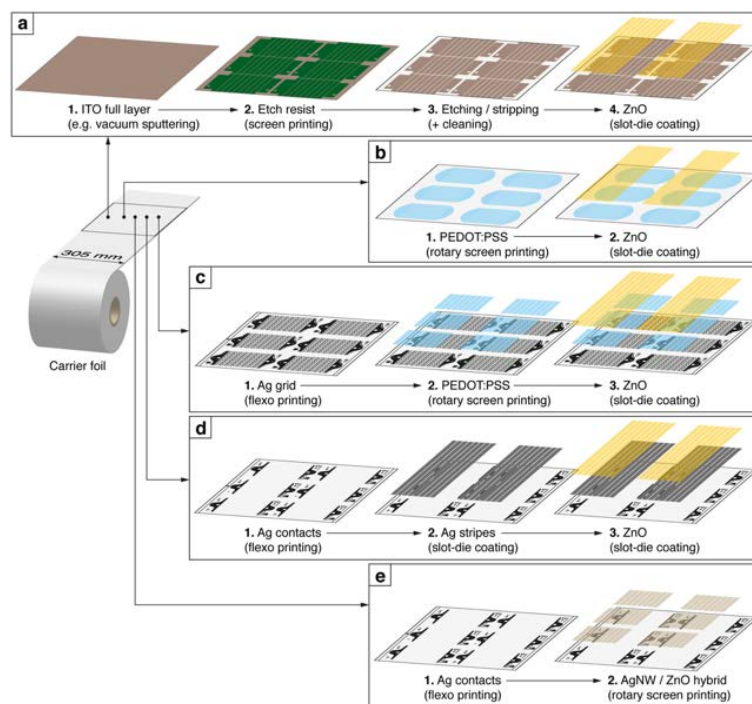 a
1. ITO full layer
(e.g. vacuum sputtering)
2. Etch resist
(screen printing)
3. Etching / stripping
(+ cleaning)
4. ZnO
(slot-die coating)
b
1. PEDOT:PSS
(rotary screen printing)
2. ZnO
(slot-die coating)
305 mm
Carrier foil
c
1. Ag grid
(flexo printing)
2. PEDOT:PSS
(rotary screen printing)
3. ZnO
(slot-die coating)
d
1. Ag contacts
(flexo printing)
2. Ag stripes
(slot-die coating)
3. ZnO
(slot-die coating)
e
1. Ag contacts
(flexo printing)
2. AgNW / ZnO hybrid
(rotary screen printing)